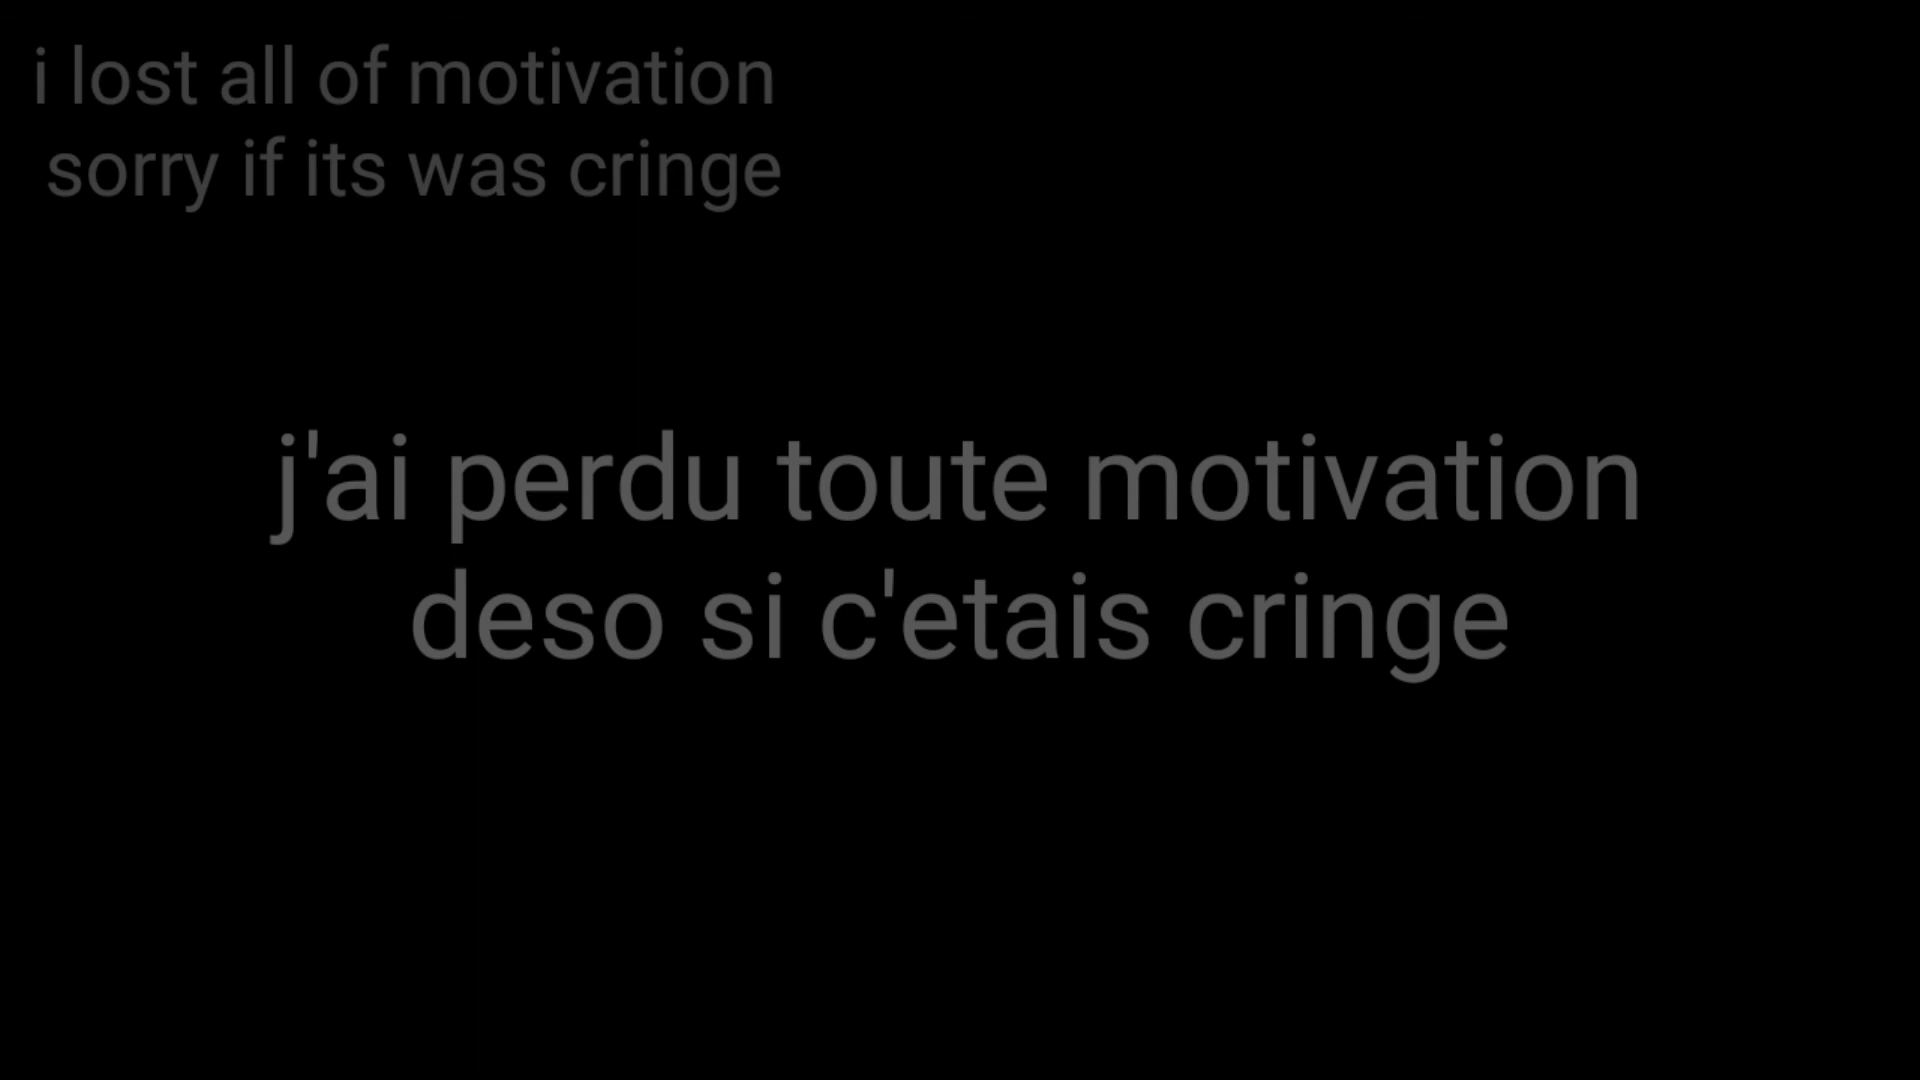 i lost all of motivation
sorry if its was cringe
j'ai perdu toute motivation
deso si c'etais cringe